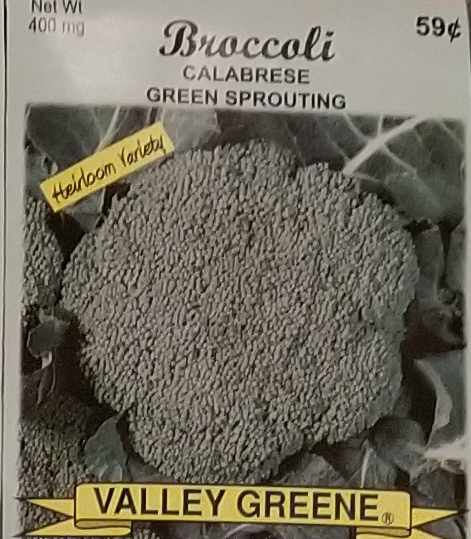 Net Wt
400 mg
59¢
Broccoli
CALABRESE
GREEN SPROUTING
Heirloom Variety
VALLEY GREENE®